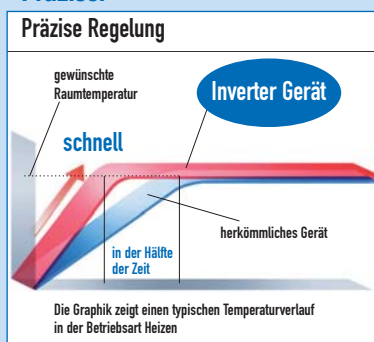 Präzise Regelung
gewünschte
Raumtemperatur
Inverter Gerät
schnell
herkömmliches Gerät
in der Hälfte
der Zeit
Die Graphik zeigt einen typischen Temperaturverlauf
in der Betriebsart Heizen